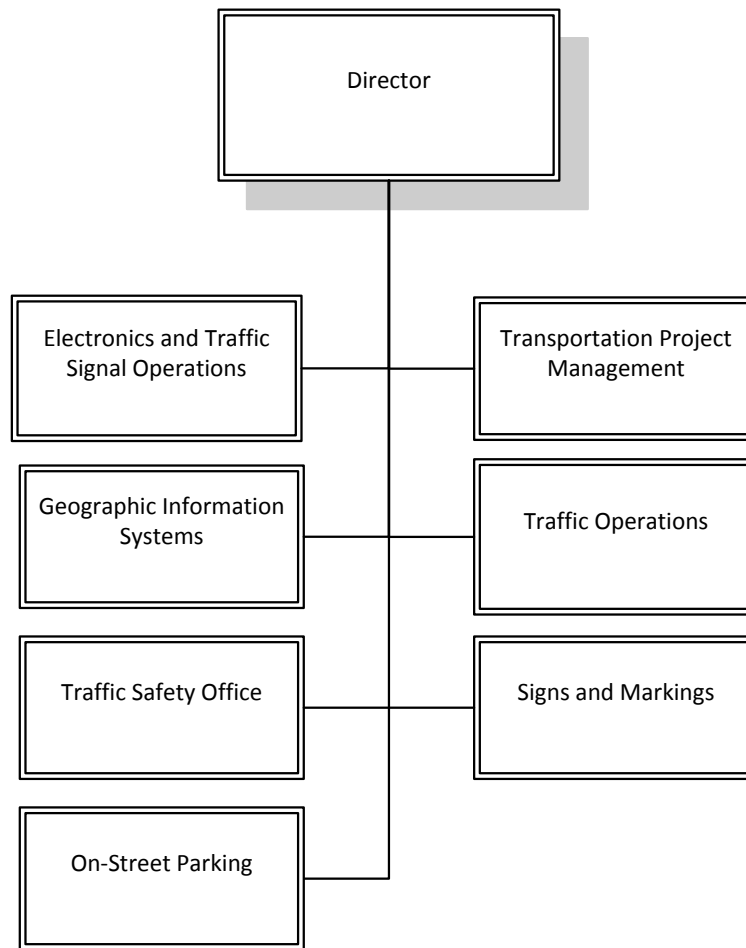 Director
Electronics and Traffic
Signal Operations
Transportation Project
Management
Geographic Information
Systems
Traffic Operations
Traffic Safety Office
Signs and Markings
On-Street Parking